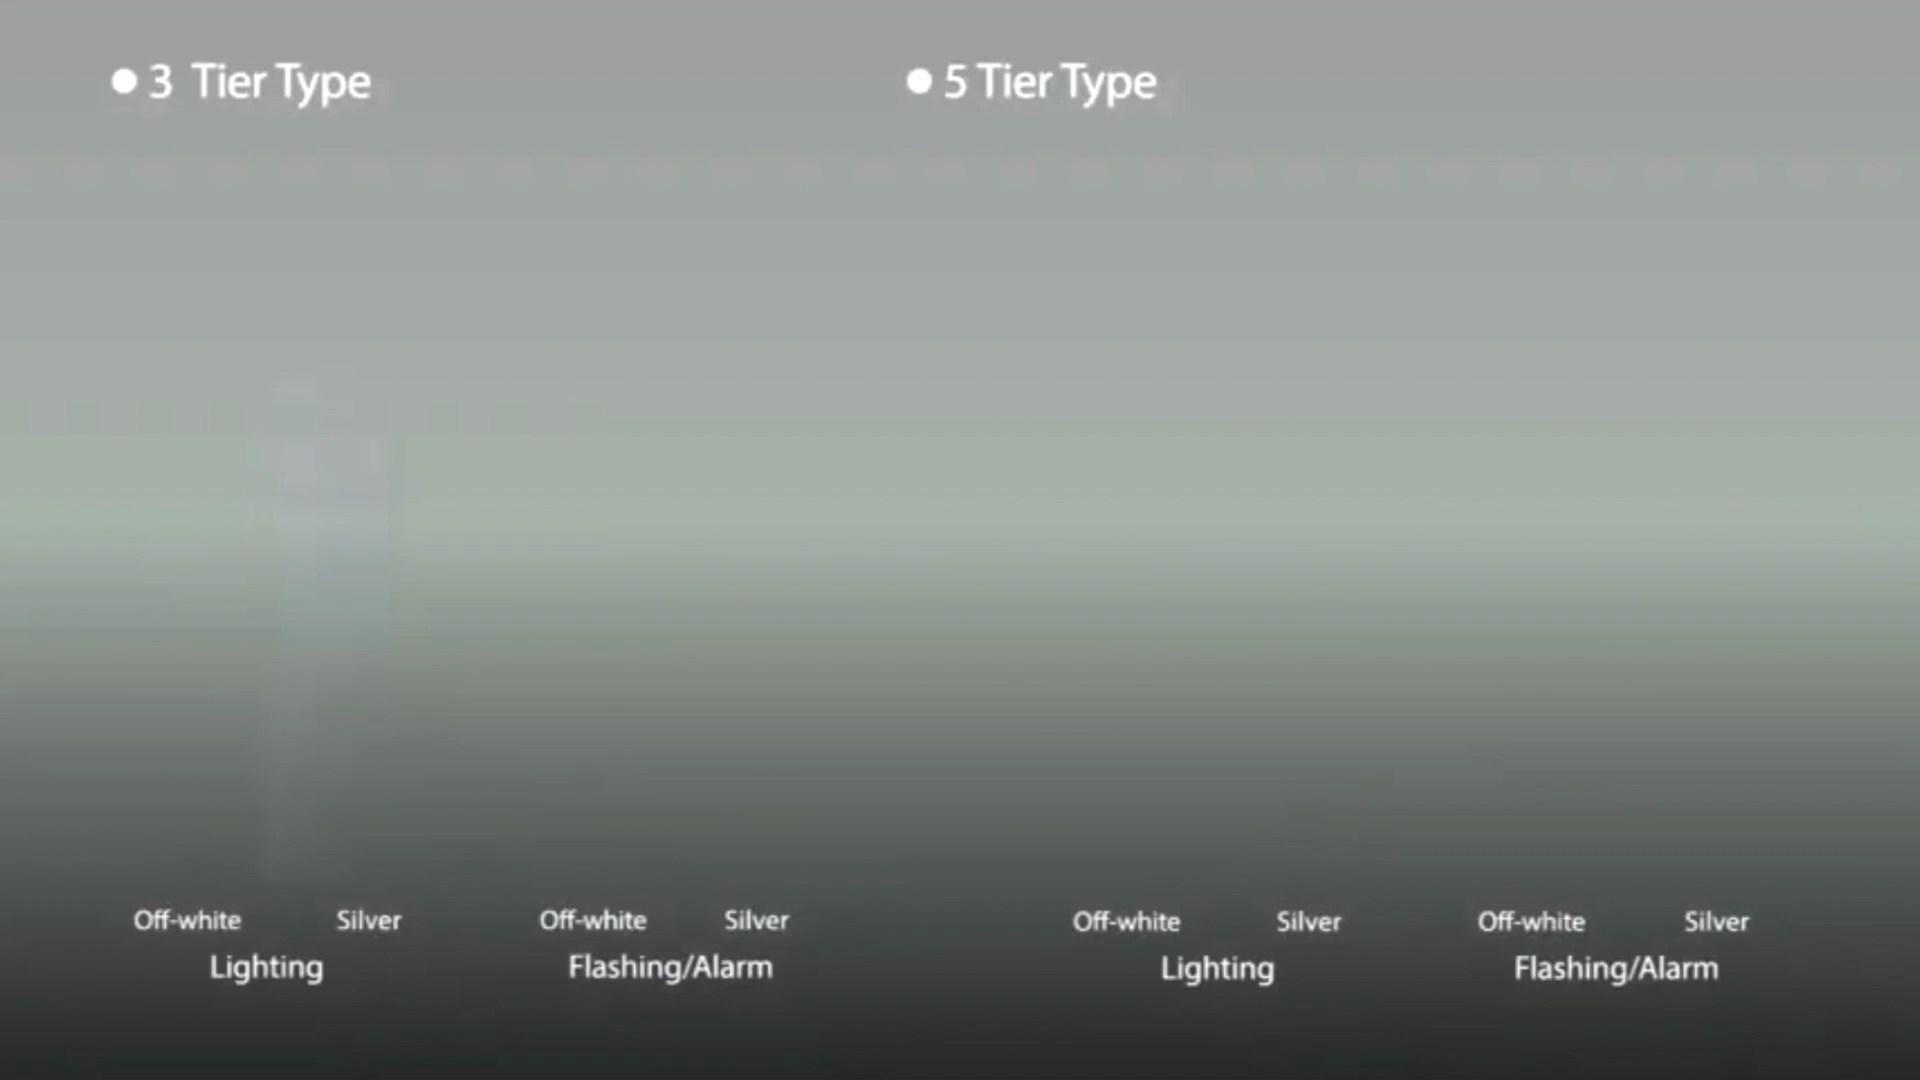 ● 3 Tier Type
● 5 Tier Type
Off-white Silver Off-white Silver Off-white Silver Off-white Silver
Lighting Flashing/Alarm Lighting Flashing/Alarm